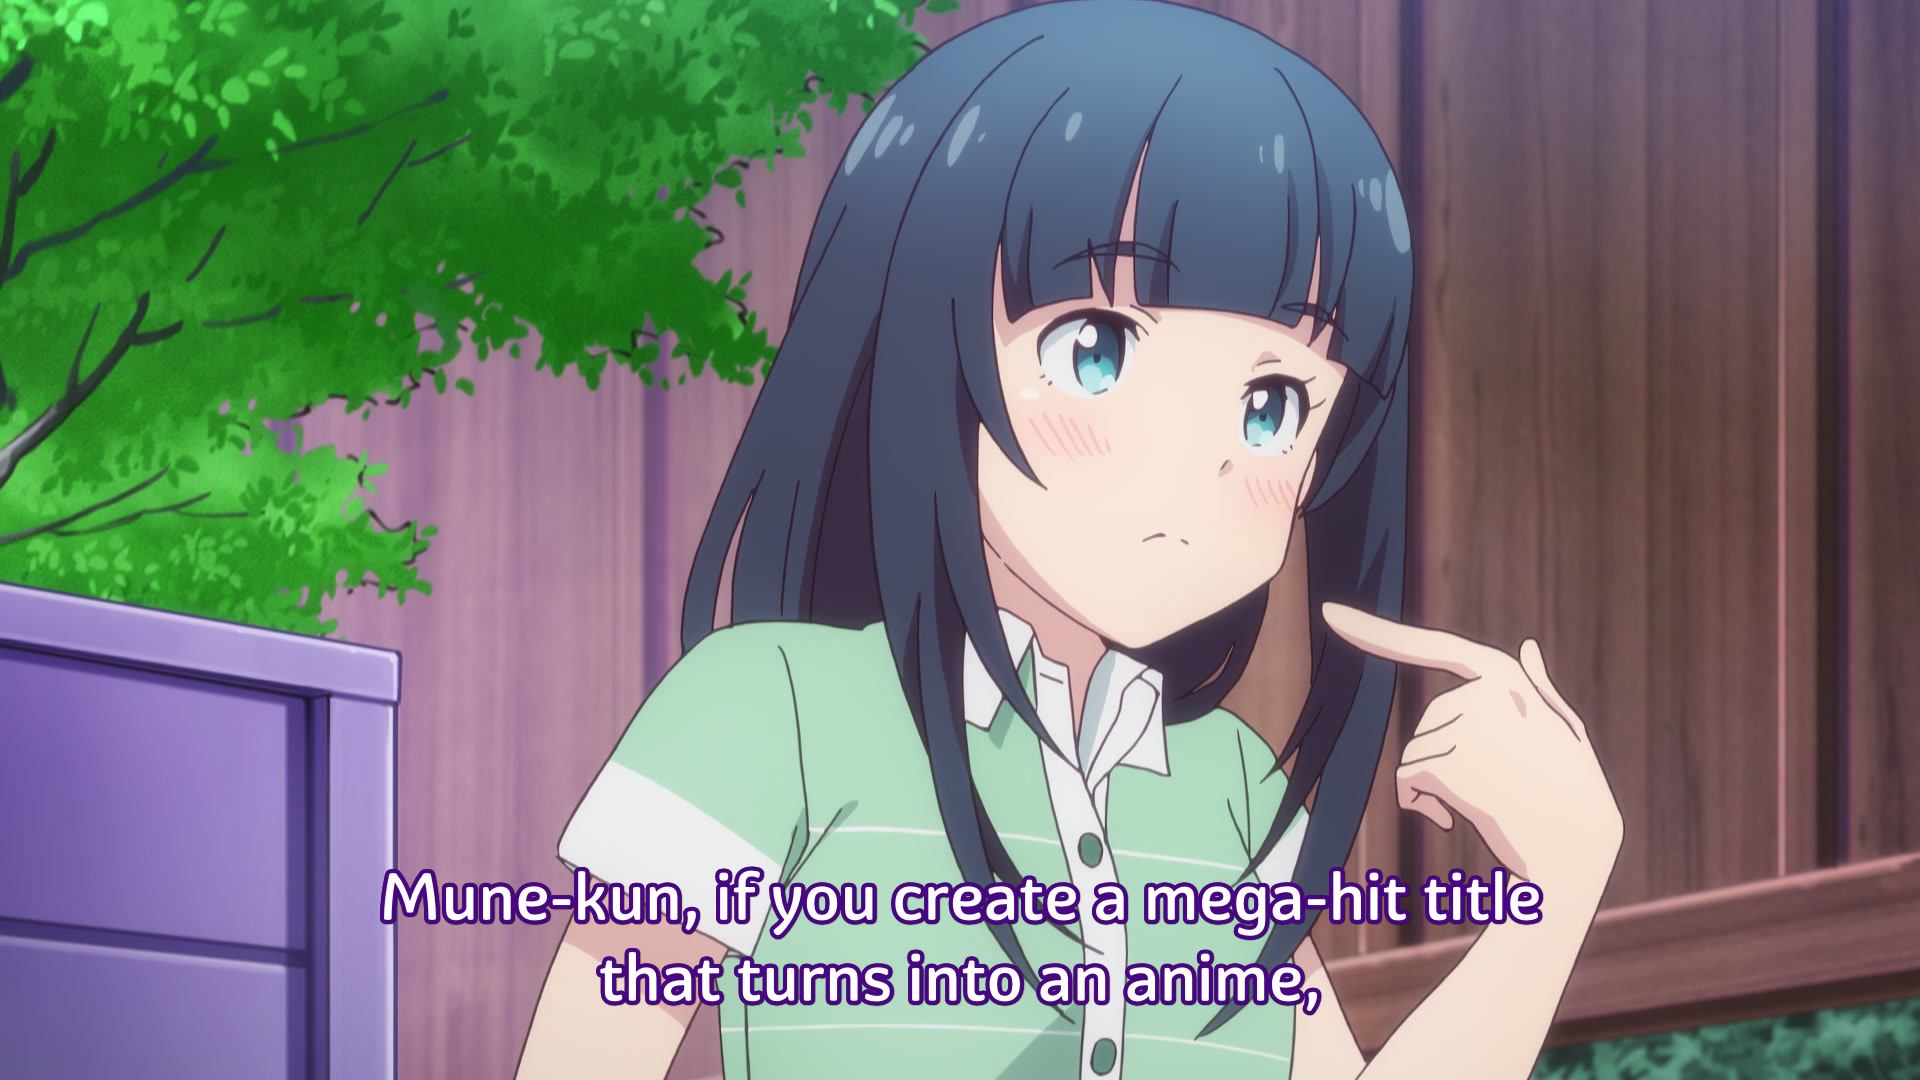 Mune-kun, if you create a mega-hit title
that turns into an anime,